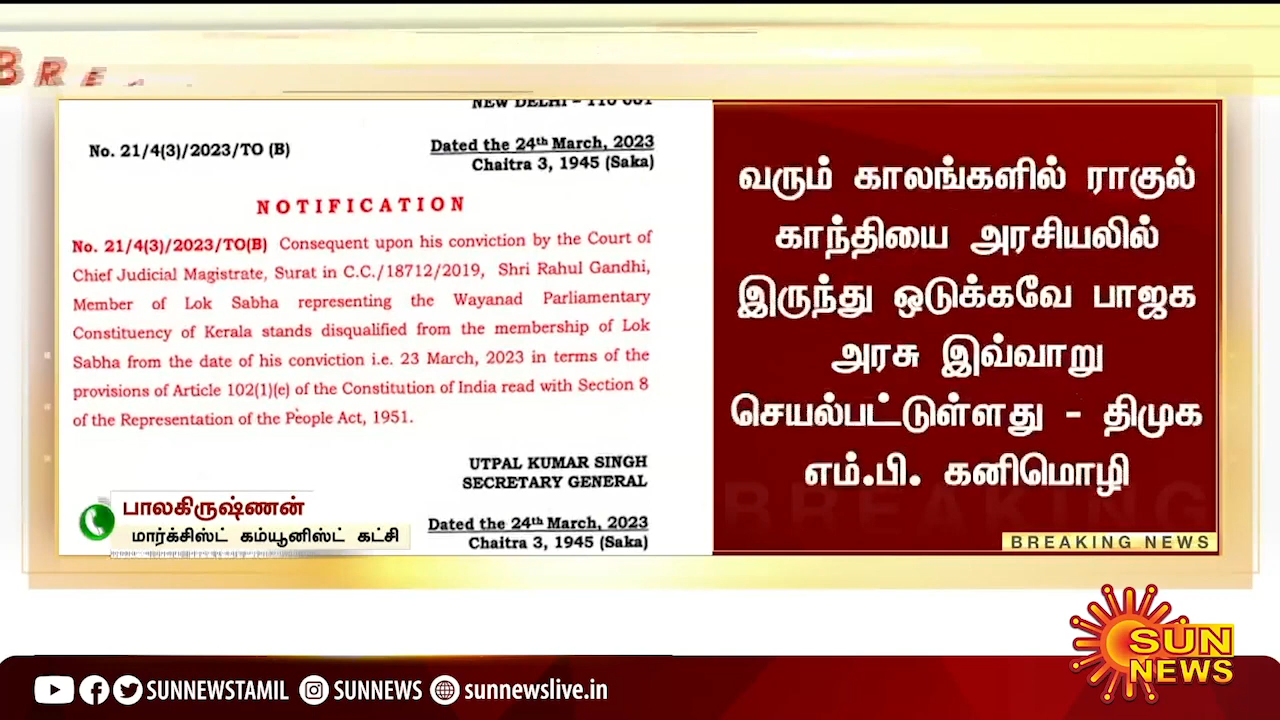 NEW DELHI – 110 001
No. 21/4(3)/2023/TO (B)
Dated the 24th March, 2023
Chaitra 3, 1945 (Saka)
NOTIFICATION
No. 21/4(3)/2023/TO(B) Consequent upon his conviction by the Court of
Chief Judicial Magistrate, Surat in C.C./18712/2019, Shri Rahul Gandhi,
Member of Lok Sabha representing the Wayanad Parliamentary
Constituency of Kerala stands disqualified from the membership of Lok
Sabha from the date of his conviction i.e. 23 March, 2023 in terms of the
provisions of Article 102(1)(e) of the Constitution of India read with Section 8
of the Representation of the People Act, 1951.
UTPAL KUMAR SINGH
SECRETARY GENERAL
Dated the 24th March, 2023
Chaitra 3, 1945 (Saka)
பாலகிருஷ்ணன்
மார்க்சிஸ்ட் கம்யூனிஸ்ட் கட்சி
வரும் காலங்களில் ராகுல்
காந்தியை அரசியலில்
இருந்து ஒடுக்கவே பாஜக
அரசு இவ்வாறு
செயல்பட்டுள்ளது - திமுக
எம்.பி. கனிமொழி
BREAKING
BREAKING NEWS
SUN
NEWS
SUNNEWSTAMIL SUNNEWS sunnewslive.in